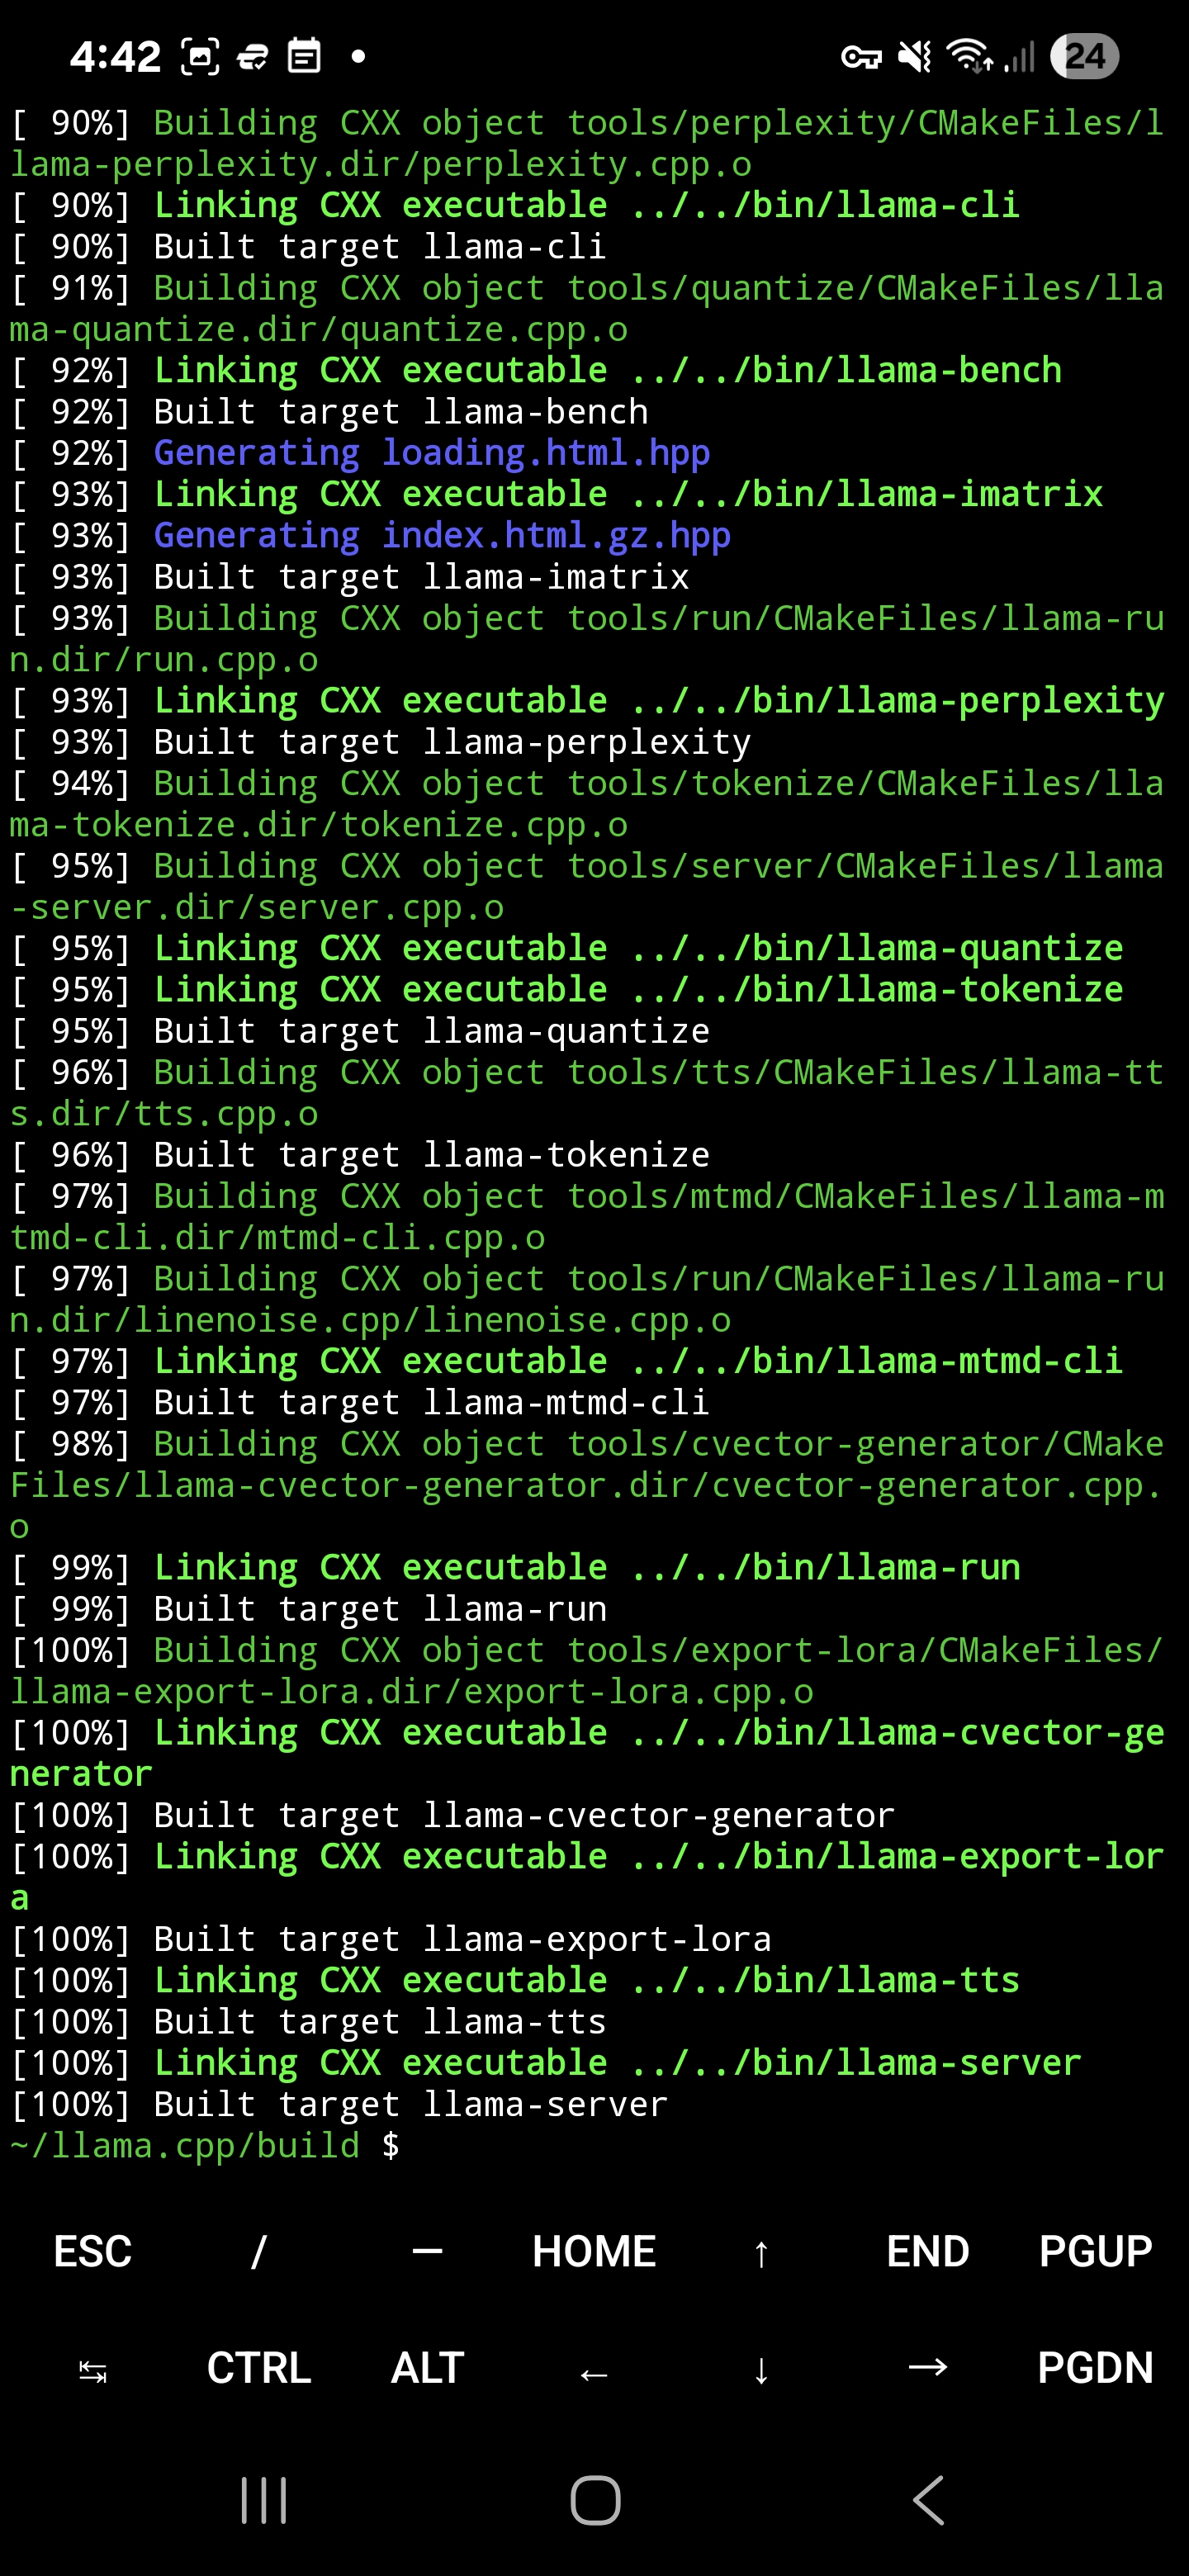 4:42
24
[ 90%] Building CXX object tools/perplexity/CMakeFiles/l
lama-perplexity.dir/perplexity.cpp.o
[ 90%] Linking CXX executable ../../bin/llama-cli
[ 90%] Built target llama-cli
[ 91%] Building CXX object tools/quantize/CMakeFiles/lla
ma-quantize.dir/quantize.cpp.o
[ 92%] Linking CXX executable ../../bin/llama-bench
[ 92%] Built target llama-bench
[ 92%] Generating loading.html.hpp
[ 93%] Linking CXX executable ../../bin/llama-imatrix
[ 93%] Generating index.html.gz.hpp
[ 93%] Built target llama-imatrix
[ 93%] Building CXX object tools/run/CMakeFiles/llama-ru
n.dir/run.cpp.o
[ 93%] Linking CXX executable ../../bin/llama-perplexity
[ 93%] Built target llama-perplexity
[ 94%] Building CXX object tools/tokenize/CMakeFiles/lla
ma-tokenize.dir/tokenize.cpp.o
[ 95%] Building CXX object tools/server/CMakeFiles/llama
-server.dir/server.cpp.o
[ 95%] Linking CXX executable ../../bin/llama-quantize
[ 95%] Linking CXX executable ../../bin/llama-tokenize
[ 95%] Built target llama-quantize
[ 96%] Building CXX object tools/tts/CMakeFiles/llama-tt
s.dir/tts.cpp.o
[ 96%] Built target llama-tokenize
[ 97%] Building CXX object tools/mtmd/CMakeFiles/llama-m
tmd-cli.dir/mtmd-cli.cpp.o
[ 97%] Building CXX object tools/run/CMakeFiles/llama-ru
n.dir/linenoise.cpp/linenoise.cpp.o
[ 97%] Linking CXX executable ../../bin/llama-mtmd-cli
[ 97%] Built target llama-mtmd-cli
[ 98%] Building CXX object tools/cvector-generator/CMake
Files/llama-cvector-generator.dir/cvector-generator.cpp.
o
[ 99%] Linking CXX executable ../../bin/llama-run
[ 99%] Built target llama-run
[100%] Building CXX object tools/export-lora/CMakeFiles/
llama-export-lora.dir/export-lora.cpp.o
[100%] Linking CXX executable ../../bin/llama-cvector-ge
nerator
[100%] Built target llama-cvector-generator
[100%] Linking CXX executable ../../bin/llama-export-lor
a
[100%] Built target llama-export-lora
[100%] Linking CXX executable ../../bin/llama-tts
[100%] Built target llama-tts
[100%] Linking CXX executable ../../bin/llama-server
[100%] Built target llama-server
~/llama.cpp/build $
ESC / — HOME ↑ END PGUP
↹ CTRL ALT ← ↓ → PGDN